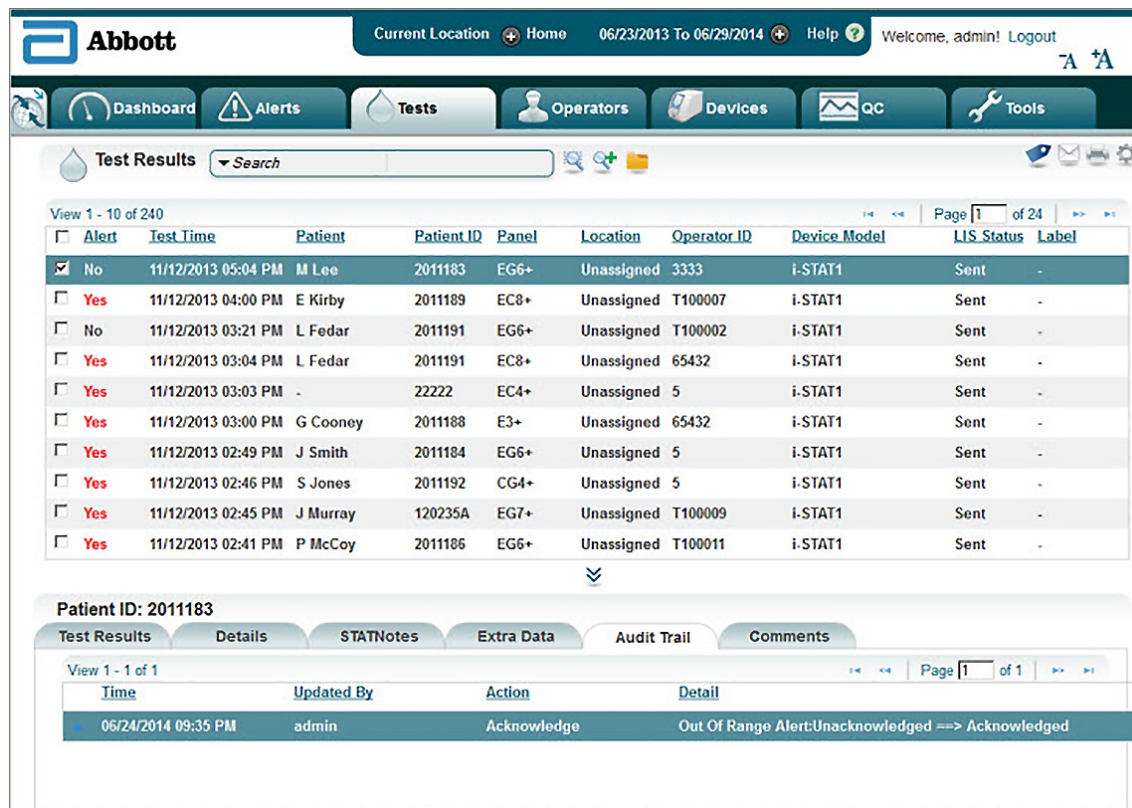 Abbott
Current Location Home 06/23/2013 To 06/29/2014 Help ? Welcome, admin! Logout
-A +A
Dashboard Alerts Tests Operators Devices QC Tools
Test Results Search
View 1 - 10 of 240 Page 1 of 24
Alert Test Time Patient Patient ID Panel Location Operator ID Device Model LIS Status Label
No 11/12/2013 05:04 PM M Lee 2011183 EG6+ Unassigned 3333 i-STAT1 Sent -
Yes 11/12/2013 04:00 PM E Kirby 2011189 EC8+ Unassigned T100007 i-STAT1 Sent -
No 11/12/2013 03:21 PM L Fedar 2011191 EG6+ Unassigned T100002 i-STAT1 Sent -
Yes 11/12/2013 03:04 PM L Fedar 2011191 EC8+ Unassigned 65432 i-STAT1 Sent -
Yes 11/12/2013 03:03 PM - 22222 EC4+ Unassigned 5 i-STAT1 Sent -
Yes 11/12/2013 03:00 PM G Cooney 2011188 E3+ Unassigned 65432 i-STAT1 Sent -
Yes 11/12/2013 02:49 PM J Smith 2011184 EG6+ Unassigned 5 i-STAT1 Sent -
Yes 11/12/2013 02:46 PM S Jones 2011192 CG4+ Unassigned 5 i-STAT1 Sent -
Yes 11/12/2013 02:45 PM J Murray 120235A EG7+ Unassigned T100009 i-STAT1 Sent -
Yes 11/12/2013 02:41 PM P McCoy 2011186 EG6+ Unassigned T100011 i-STAT1 Sent -
Patient ID: 2011183
Test Results Details STATNotes Extra Data Audit Trail Comments
View 1 - 1 of 1 Page 1 of 1
Time Updated By Action Detail
06/24/2014 09:35 PM admin Acknowledge Out Of Range Alert:Unacknowledged ==> Acknowledged